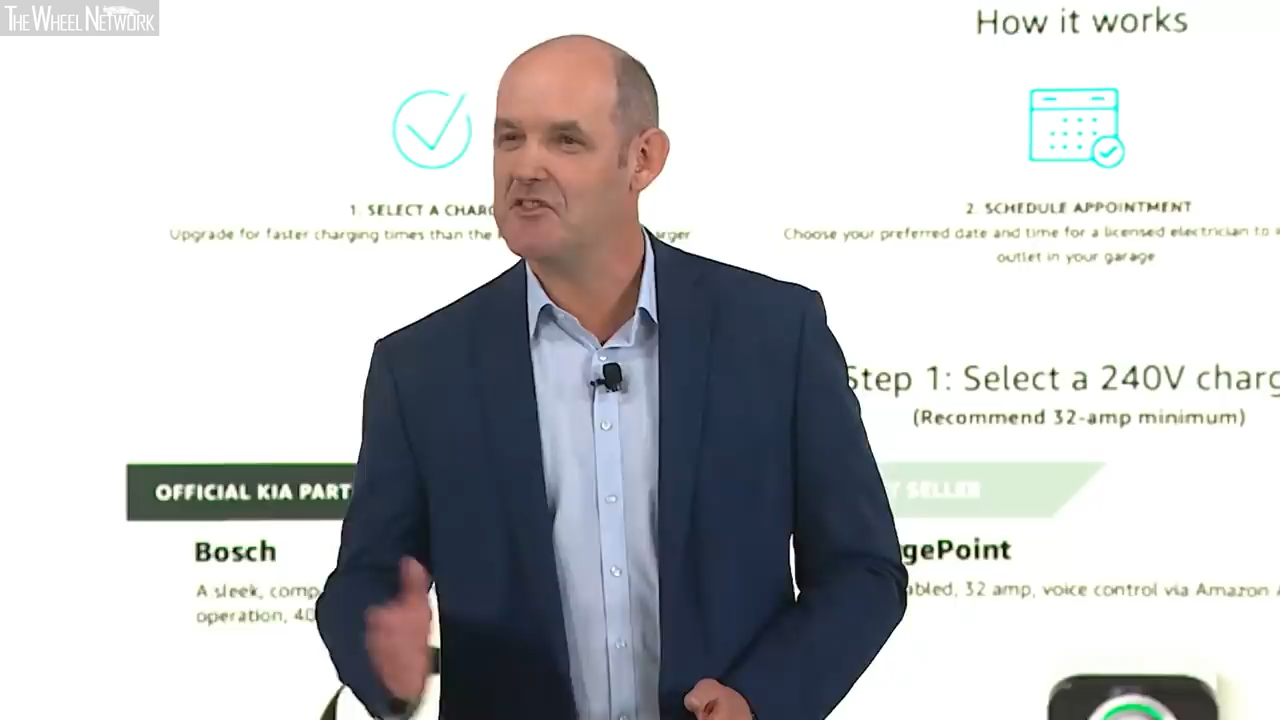 THE WHEEL NETWORK
How it works
1. SELECT A CHARG
Upgrade for faster charging times than the
arger
2. SCHEDULE APPOINTMENT
Choose your preferred date and time for a licensed electrician to
outlet in your garage
Step 1: Select a 240V charg
(Recommend 32-amp minimum)
OFFICIAL KIA PART
T SELLER
Bosch
gePoint
A sleek, comp
operation, 40
abled, 32 amp, voice control via Amazon